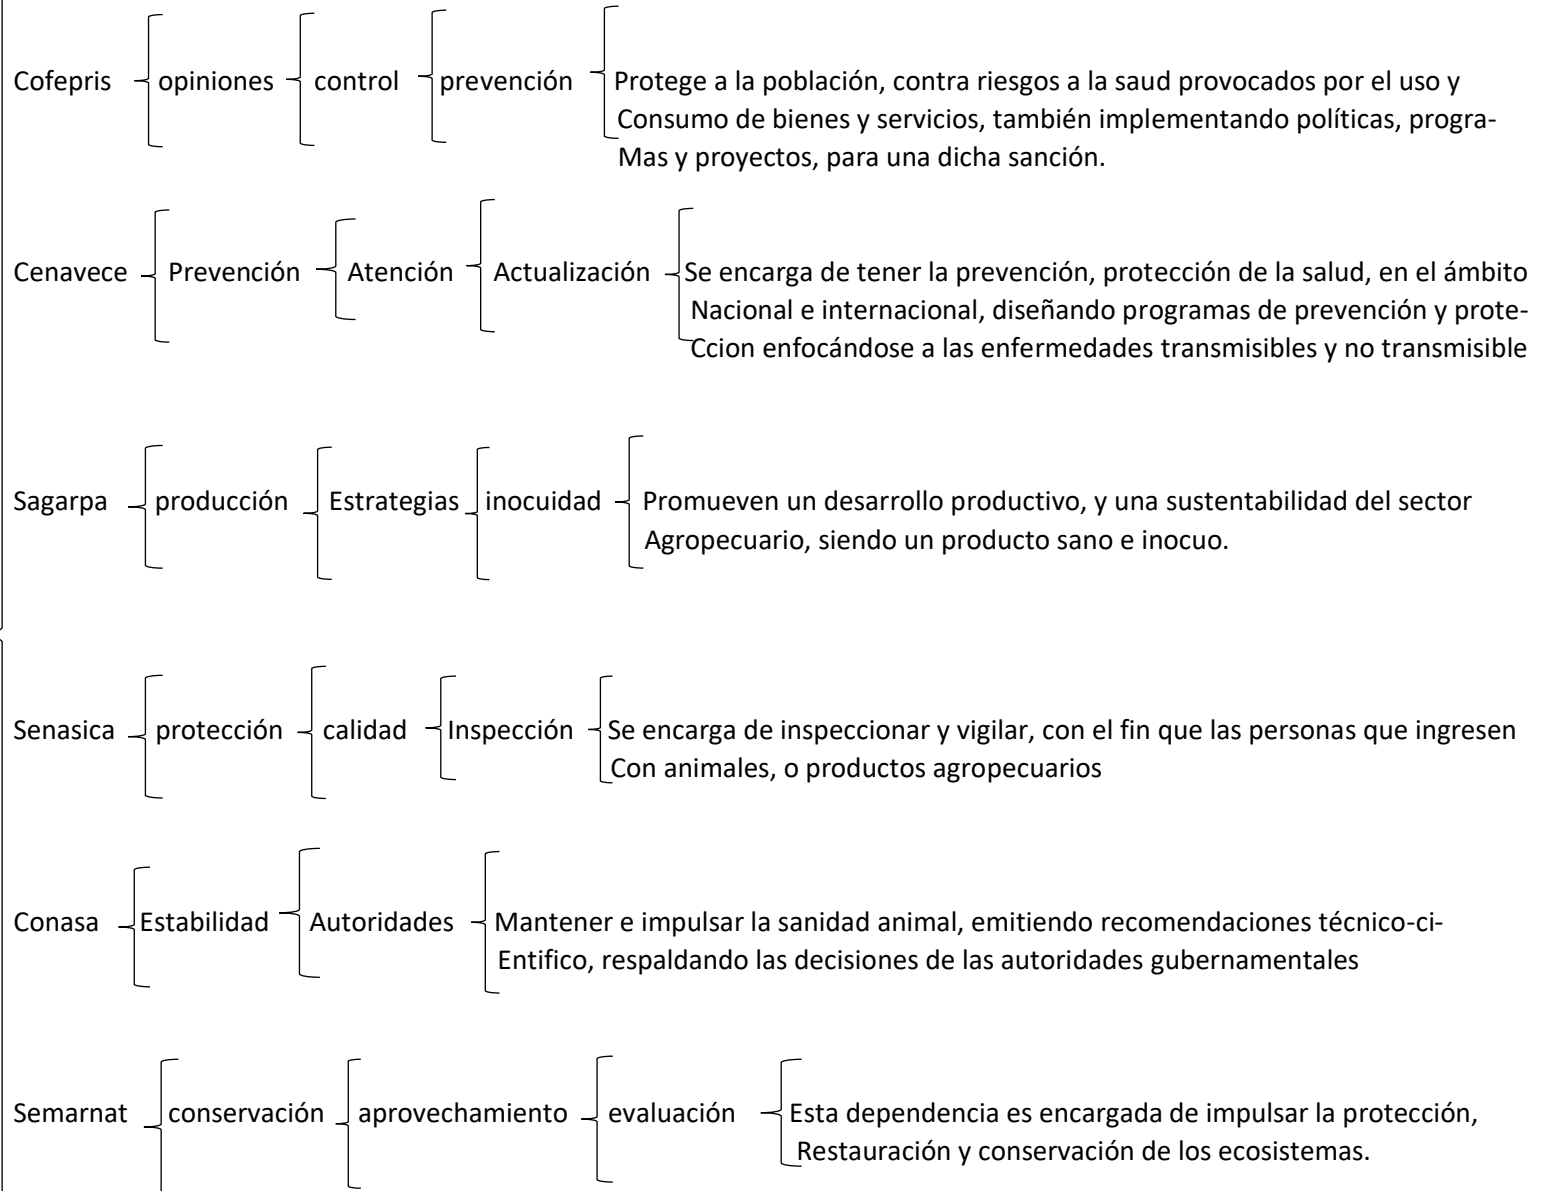 Cofepris opiniones control prevención Protege a la población, contra riesgos a la saud provocados por el uso y
Consumo de bienes y servicios, también implementando políticas, progra-
Mas y proyectos, para una dicha sanción.
Cenavece Prevención Atención Actualización Se encarga de tener la prevención, protección de la salud, en el ámbito
Nacional e internacional, diseñando programas de prevención y prote-
Ccion enfocándose a las enfermedades transmisibles y no transmisible
Sagarpa producción Estrategias inocuidad Promueven un desarrollo productivo, y una sustentabilidad del sector
Agropecuario, siendo un producto sano e inocuo.
Senasica protección calidad Inspección Se encarga de inspeccionar y vigilar, con el fin que las personas que ingresen
Con animales, o productos agropecuarios
Conasa Estabilidad Autoridades Mantener e impulsar la sanidad animal, emitiendo recomendaciones técnico-ci-
Entifico, respaldando las decisiones de las autoridades gubernamentales
Semarnat conservación aprovechamiento evaluación Esta dependencia es encargada de impulsar la protección,
Restauración y conservación de los ecosistemas.